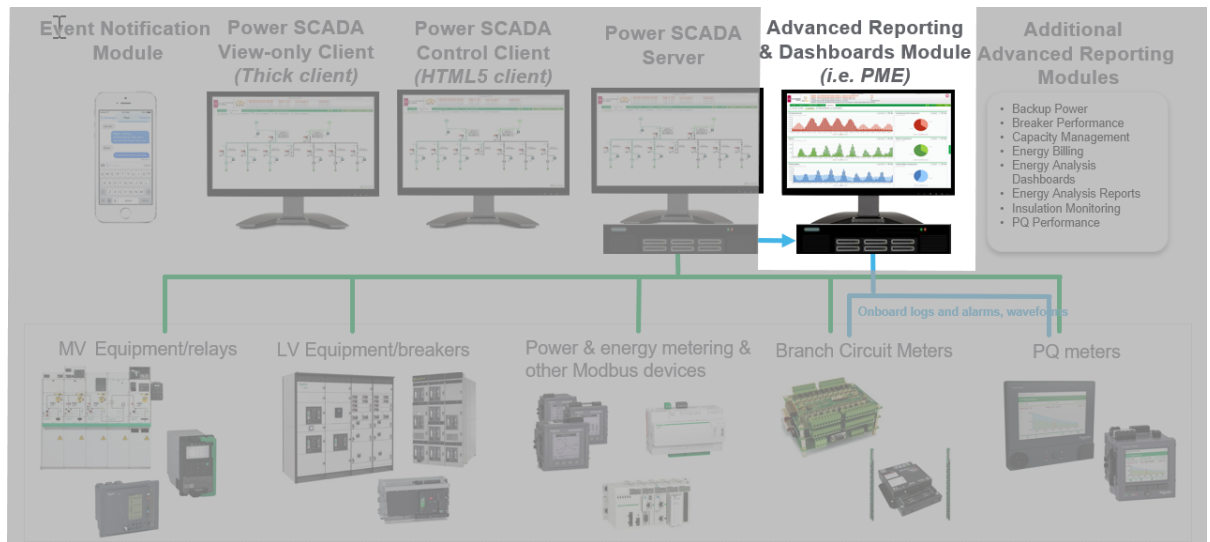 Event Notification
Module
Power SCADA
View-only Client
(Thick client)
Power SCADA
Control Client
(HTML5 client)
Power SCADA
Server
Advanced Reporting
& Dashboards Module
(i.e. PME)
Additional
Advanced Reporting
Modules
• Backup Power
• Breaker Performance
• Capacity Management
• Energy Billing
• Energy Analysis
Dashboards
• Energy Analysis Reports
• Insulation Monitoring
• PQ Performance
Onboard logs and alarms, waveforms
MV Equipment/relays
LV Equipment/breakers
Power & energy metering &
other Modbus devices
Branch Circuit Meters
PQ meters